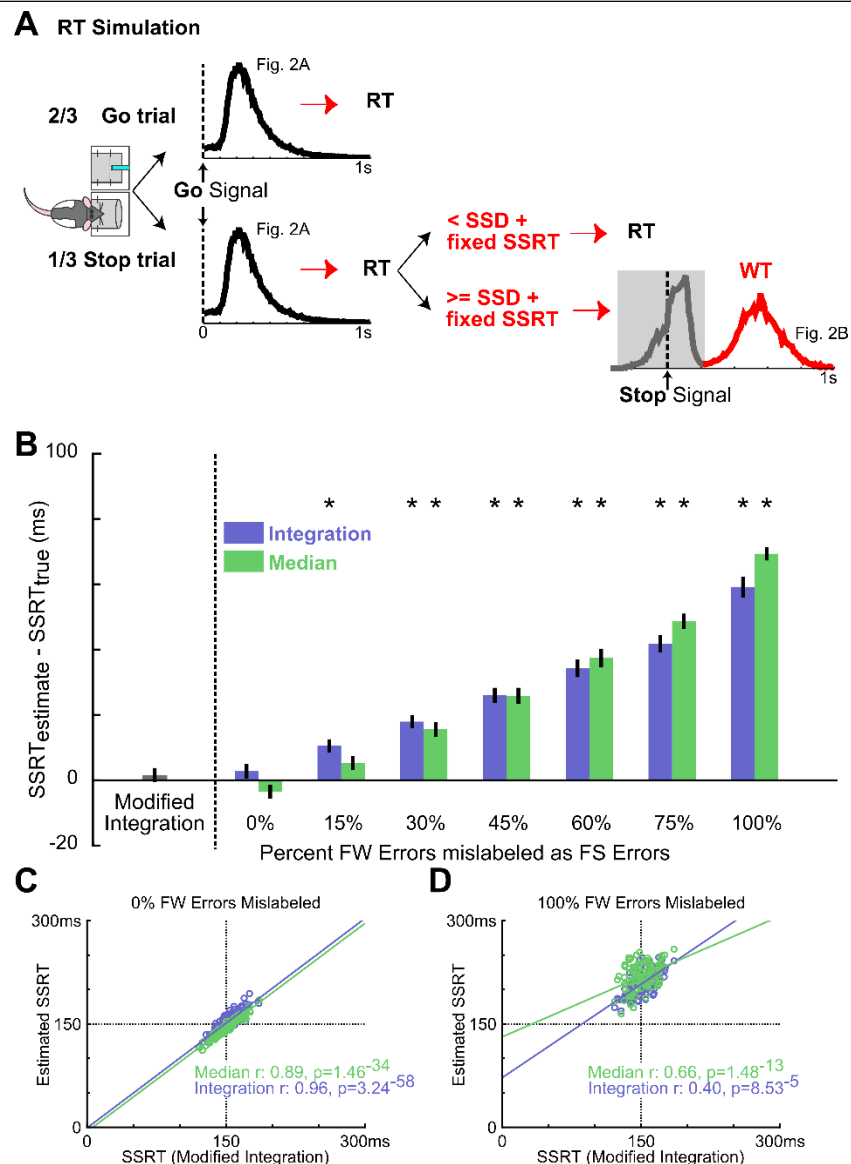 A RT Simulation
Fig. 2A
2/3 Go trial
RT
1s
Go Signal
Fig. 2A
< SSD +
fixed SSRT
RT
1/3 Stop trial
RT
WT
>= SSD +
fixed SSRT
Fig. 2B
0
1s
1s
Stop Signal
B
100
* * * * * * * * * * *
Integration
Median
SSRTestimate - SSRTtrue (ms)
0
Modified
Integration
0% 15% 30% 45% 60% 75% 100%
-20
Percent FW Errors mislabeled as FS Errors
C
0% FW Errors Mislabeled
300ms
Estimated SSRT
150
Median r: 0.89, p=1.46-34
Integration r: 0.96, p=3.24-58
0
0 150 300ms
SSRT (Modified Integration)
D
100% FW Errors Mislabeled
300ms
Estimated SSRT
150
Median r: 0.66, p=1.48-13
Integration r: 0.40, p=8.53-5
0
0 150 300ms
SSRT (Modified Integration)